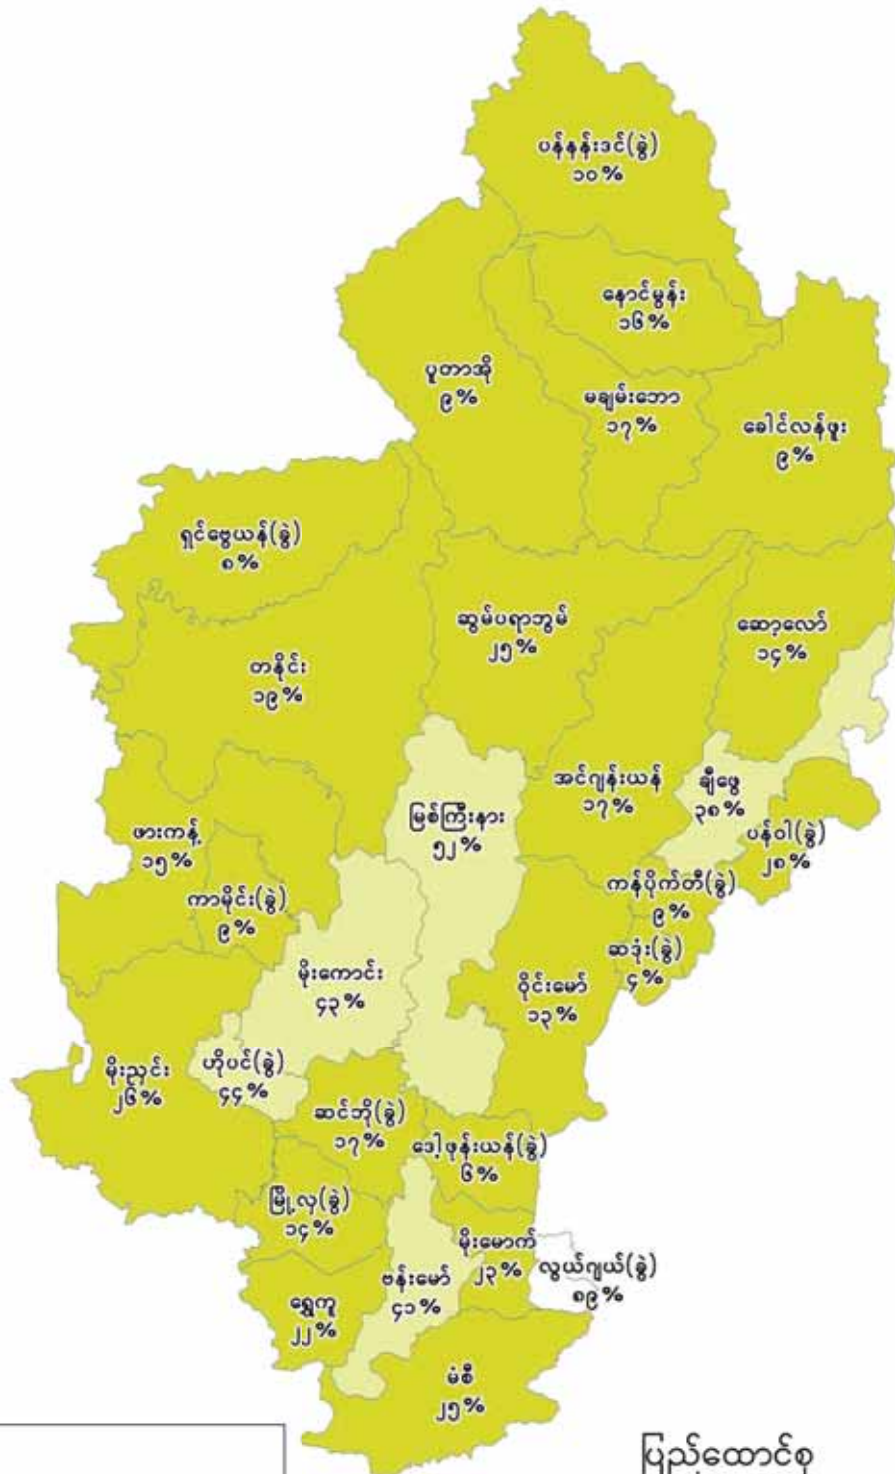 ပန်နန်းဒင်(ခွဲ)
၁၀%
နောင်မွန်း
၁၆%
ပူတာအို
၉%
မချမ်းဘော
၁၇%
ခေါင်လန်ဖူး
၉%
ရှင်ဗွေယန်(ခွဲ)
၈%
ဆွမ်ပရာဘွမ်
၂၅%
ဆော့လော်
၁၄%
တနိုင်း
၁၉%
အင်ဂျန်းယန်
၁၇%
ချီဖွေ
၃၈%
မြစ်ကြီးနား
၅၂%
ဖားကန့်
၁၅%
ပန်ဝါ(ခွဲ)
၂၈%
ကာမိုင်း(ခွဲ)
၉%
ကန်ပိုက်တီ(ခွဲ)
၉%
ဆဒုံး(ခွဲ)
၄%
မိုးကောင်း
၄၃%
ဝိုင်းမော်
၁၃%
မိုးညှင်း
၂၆%
ဟိုပင်(ခွဲ)
၄၄%
ဆင်ဘို(ခွဲ)
၁၇%
ဒေါ့ဖုန်းယန်(ခွဲ)
၆%
မြို့လှ(ခွဲ)
၁၄%
မိုးမောက်
၂၃%
လွယ်ဂျယ်(ခွဲ)
၈၉%
ဗန်းမော်
၄၁%
ရွှေကူ
၂၂%
မံစီ
၂၅%
ပြည်ထောင်စု